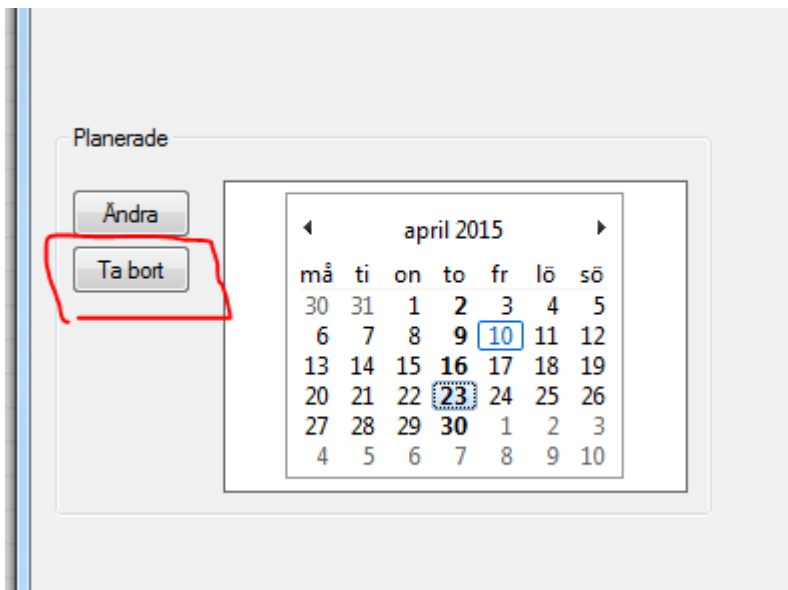 Planerade
Ändra
Ta bort
april 2015
må ti on to fr lö sö
30 31 1 2 3 4 5
6 7 8 9 10 11 12
13 14 15 16 17 18 19
20 21 22 23 24 25 26
27 28 29 30 1 2 3
4 5 6 7 8 9 10